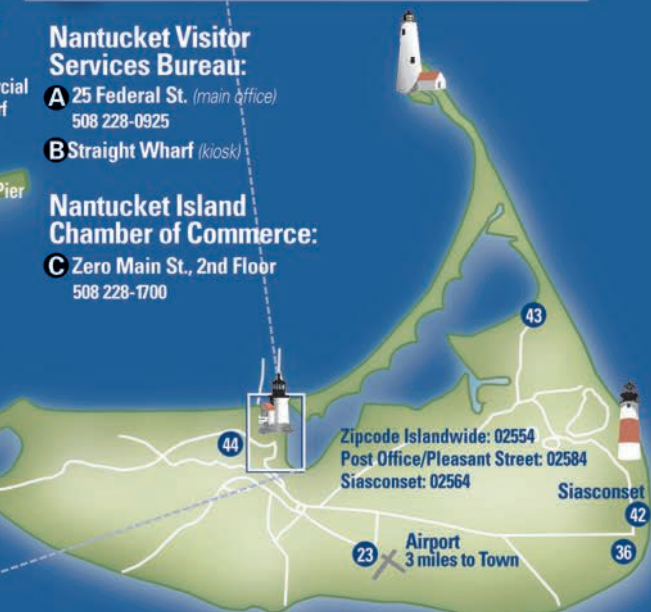 Nantucket Visitor
Services Bureau:
A 25 Federal St. (main office)
508 228-0925
B Straight Wharf (kiosk)
Pier
Nantucket Island
Chamber of Commerce:
C Zero Main St., 2nd Floor
508 228-1700
43
44
Zipcode Islandwide: 02554
Post Office/Pleasant Street: 02584
Siasconset: 02564
Siasconset
42
23
Airport
3 miles to Town
36